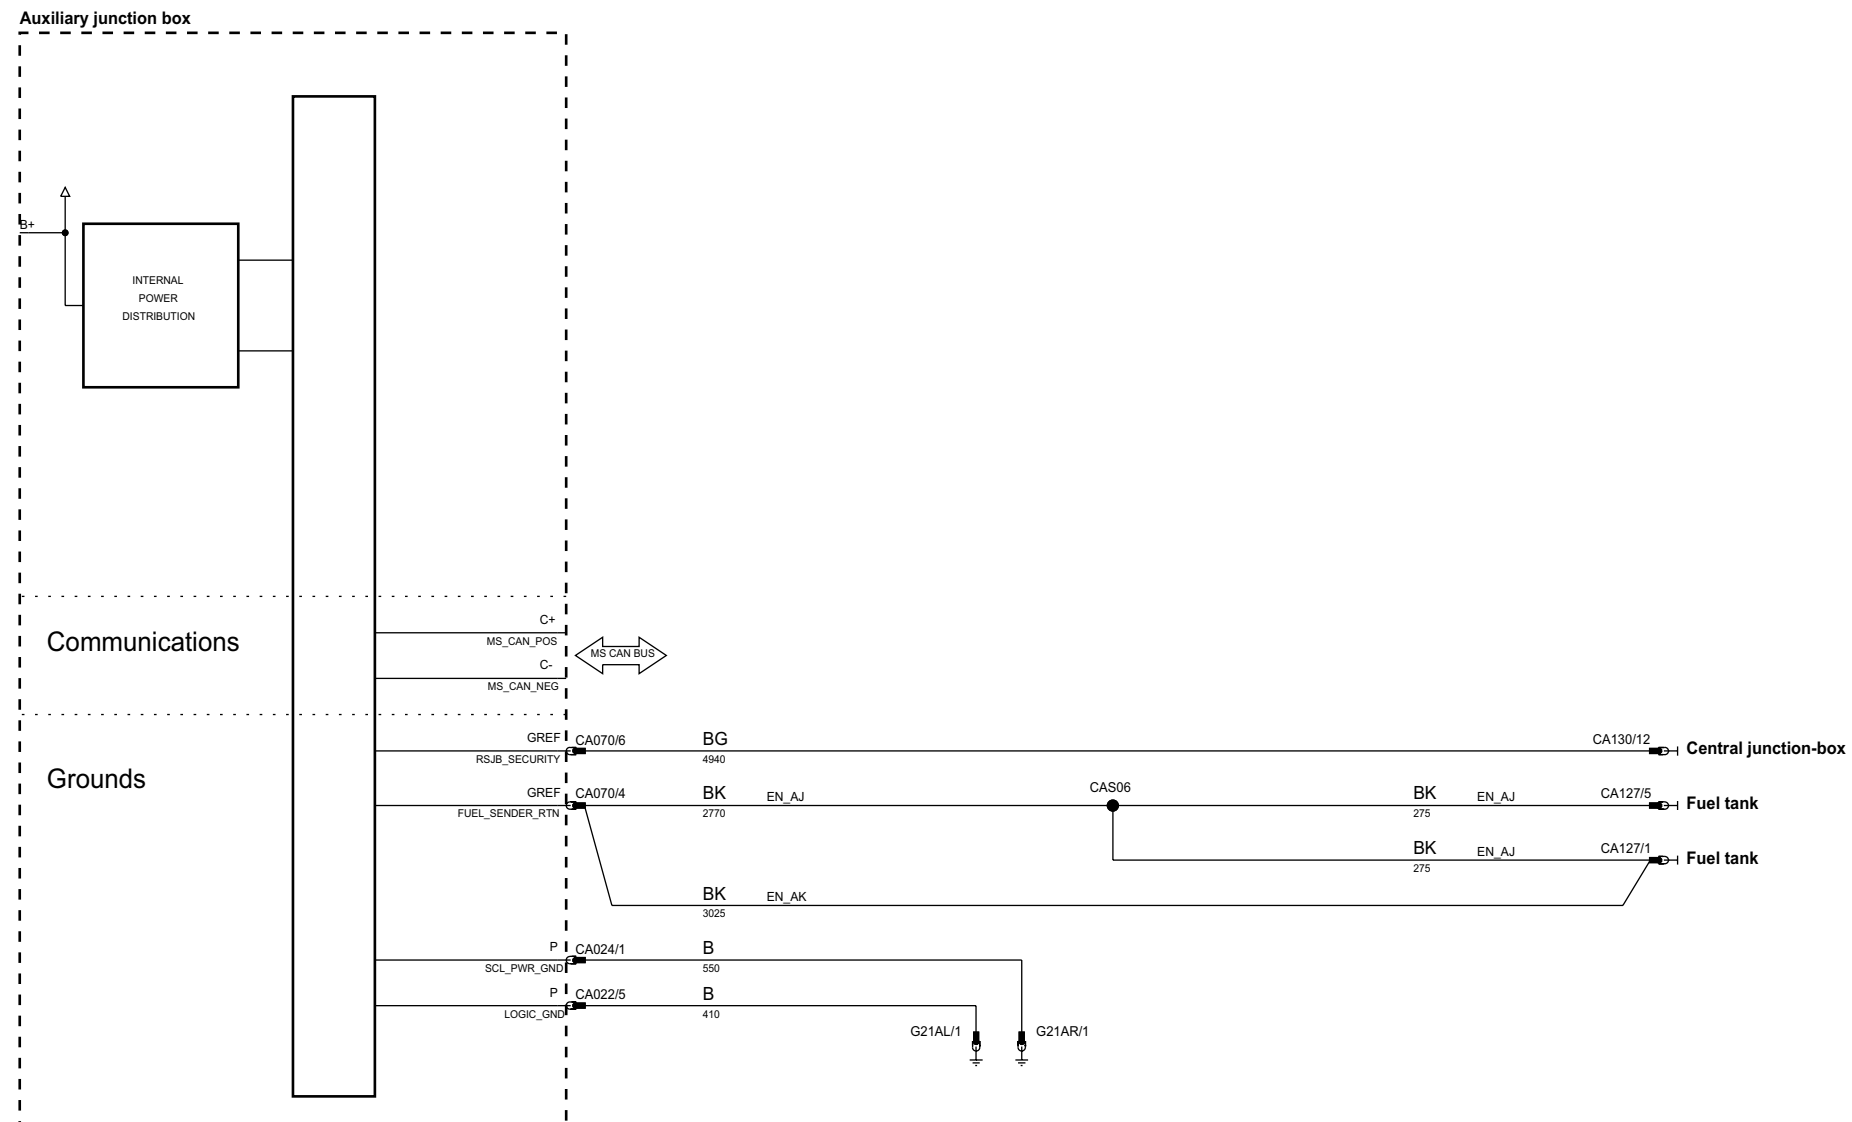 Auxiliary junction box
B+
INTERNAL
POWER
DISTRIBUTION
Communications
C+
MS_CAN_POS
MS CAN BUS
C-
MS_CAN_NEG
Grounds
GREF CA070/6 BG CA130/12 Central junction-box
RSJB_SECURITY 4940
CAS06
GREF CA070/4 BK EN_AJ BK EN_AJ CA127/5 Fuel tank
FUEL_SENDER_RTN 2770 275
BK EN_AJ CA127/1 Fuel tank
275
BK EN_AK
3025
P CA024/1 B
SCL_PWR_GND 550
P CA022/5 B
LOGIC_GND 410
G21AL/1 G21AR/1